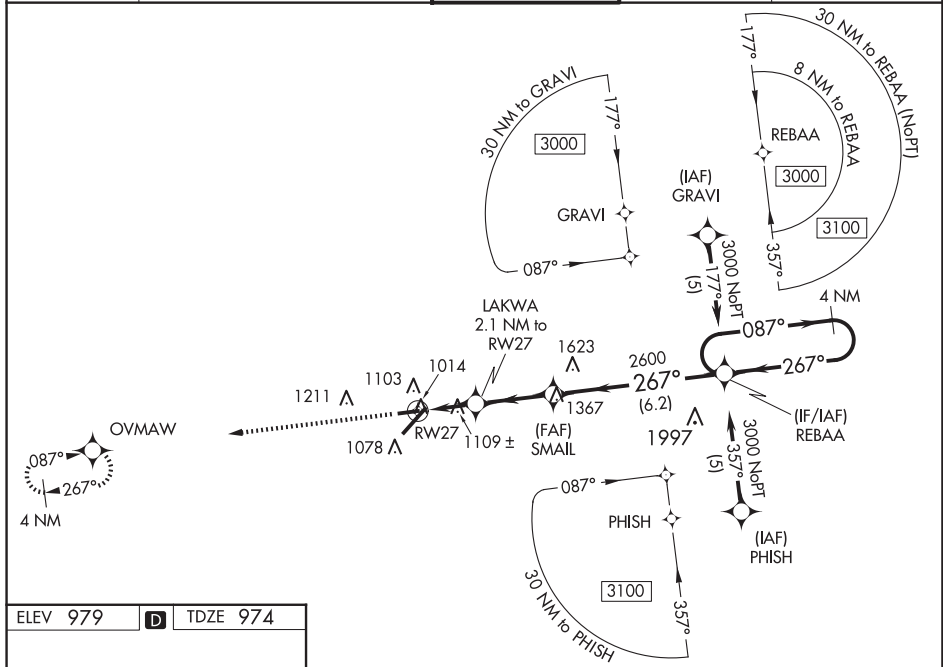 30 NM to REBAA (NoPT)
177°
8 NM to REBAA
REBAA
3000
3100
357°
30 NM to GRAVI
177°
3000
GRAVI
087°
(IAF)
GRAVI
3000 NoPT
177°
(5)
4 NM
087°
267°
LAKWA
2.1 NM to
RW27
1623
2600
267°
(6.2)
1014
1103
1211
1367
(FAF)
SMAIL
1997
(IF/IAF)
REBAA
OVMAW
087°
267°
4 NM
1078
RW27
1109 ±
3000 NoPT
357°
(5)
(IAF)
PHISH
087°
PHISH
3100
357°
30 NM to PHISH
ELEV 979 D TDZE 974